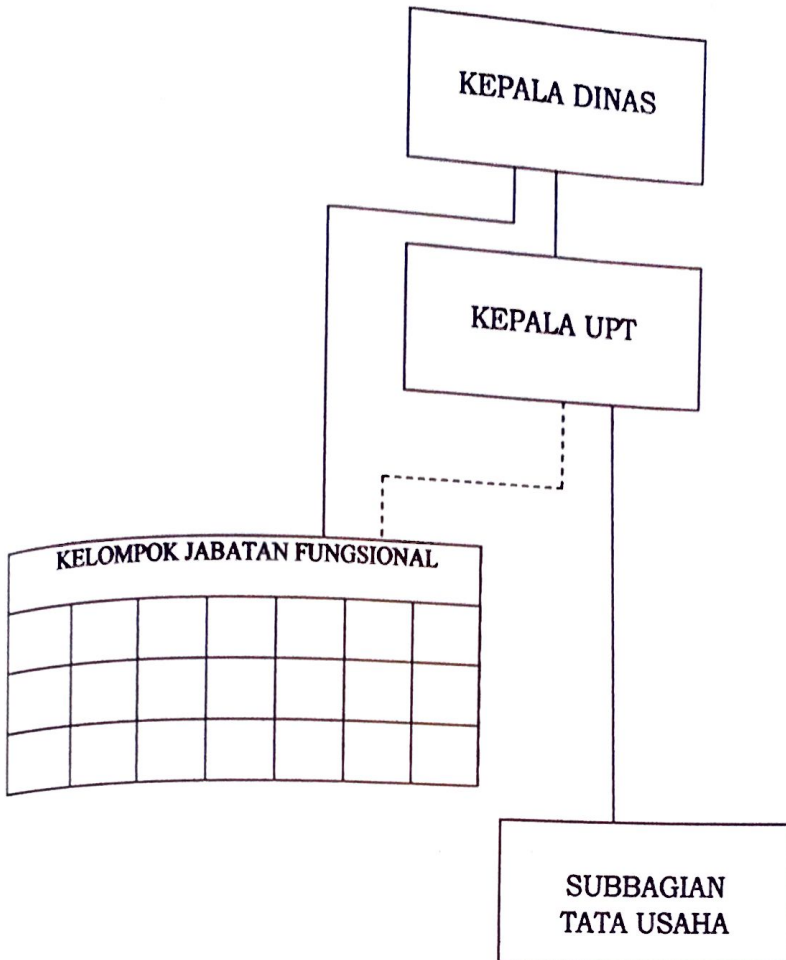 KEPALA DINAS
KEPALA UPT
KELOMPOK JABATAN FUNGSIONAL
SUBBAGIAN
TATA USAHA